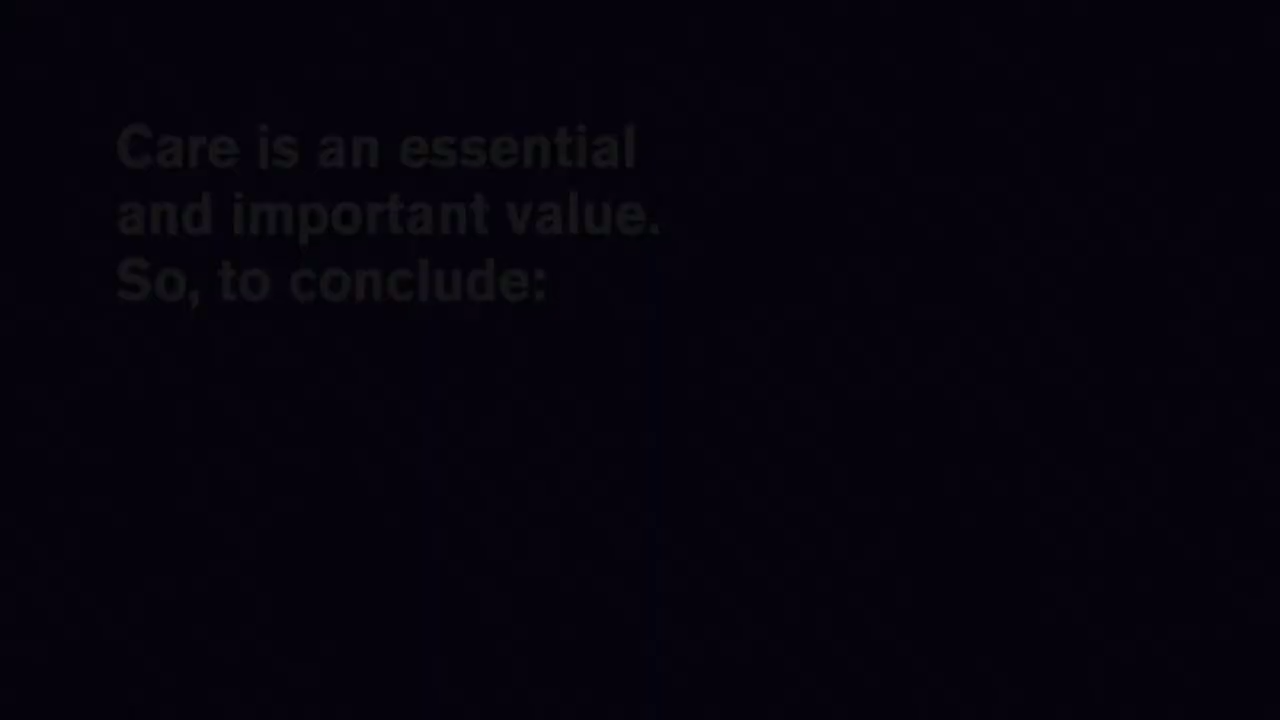 Care is an essential
and important value.
So, to conclude: